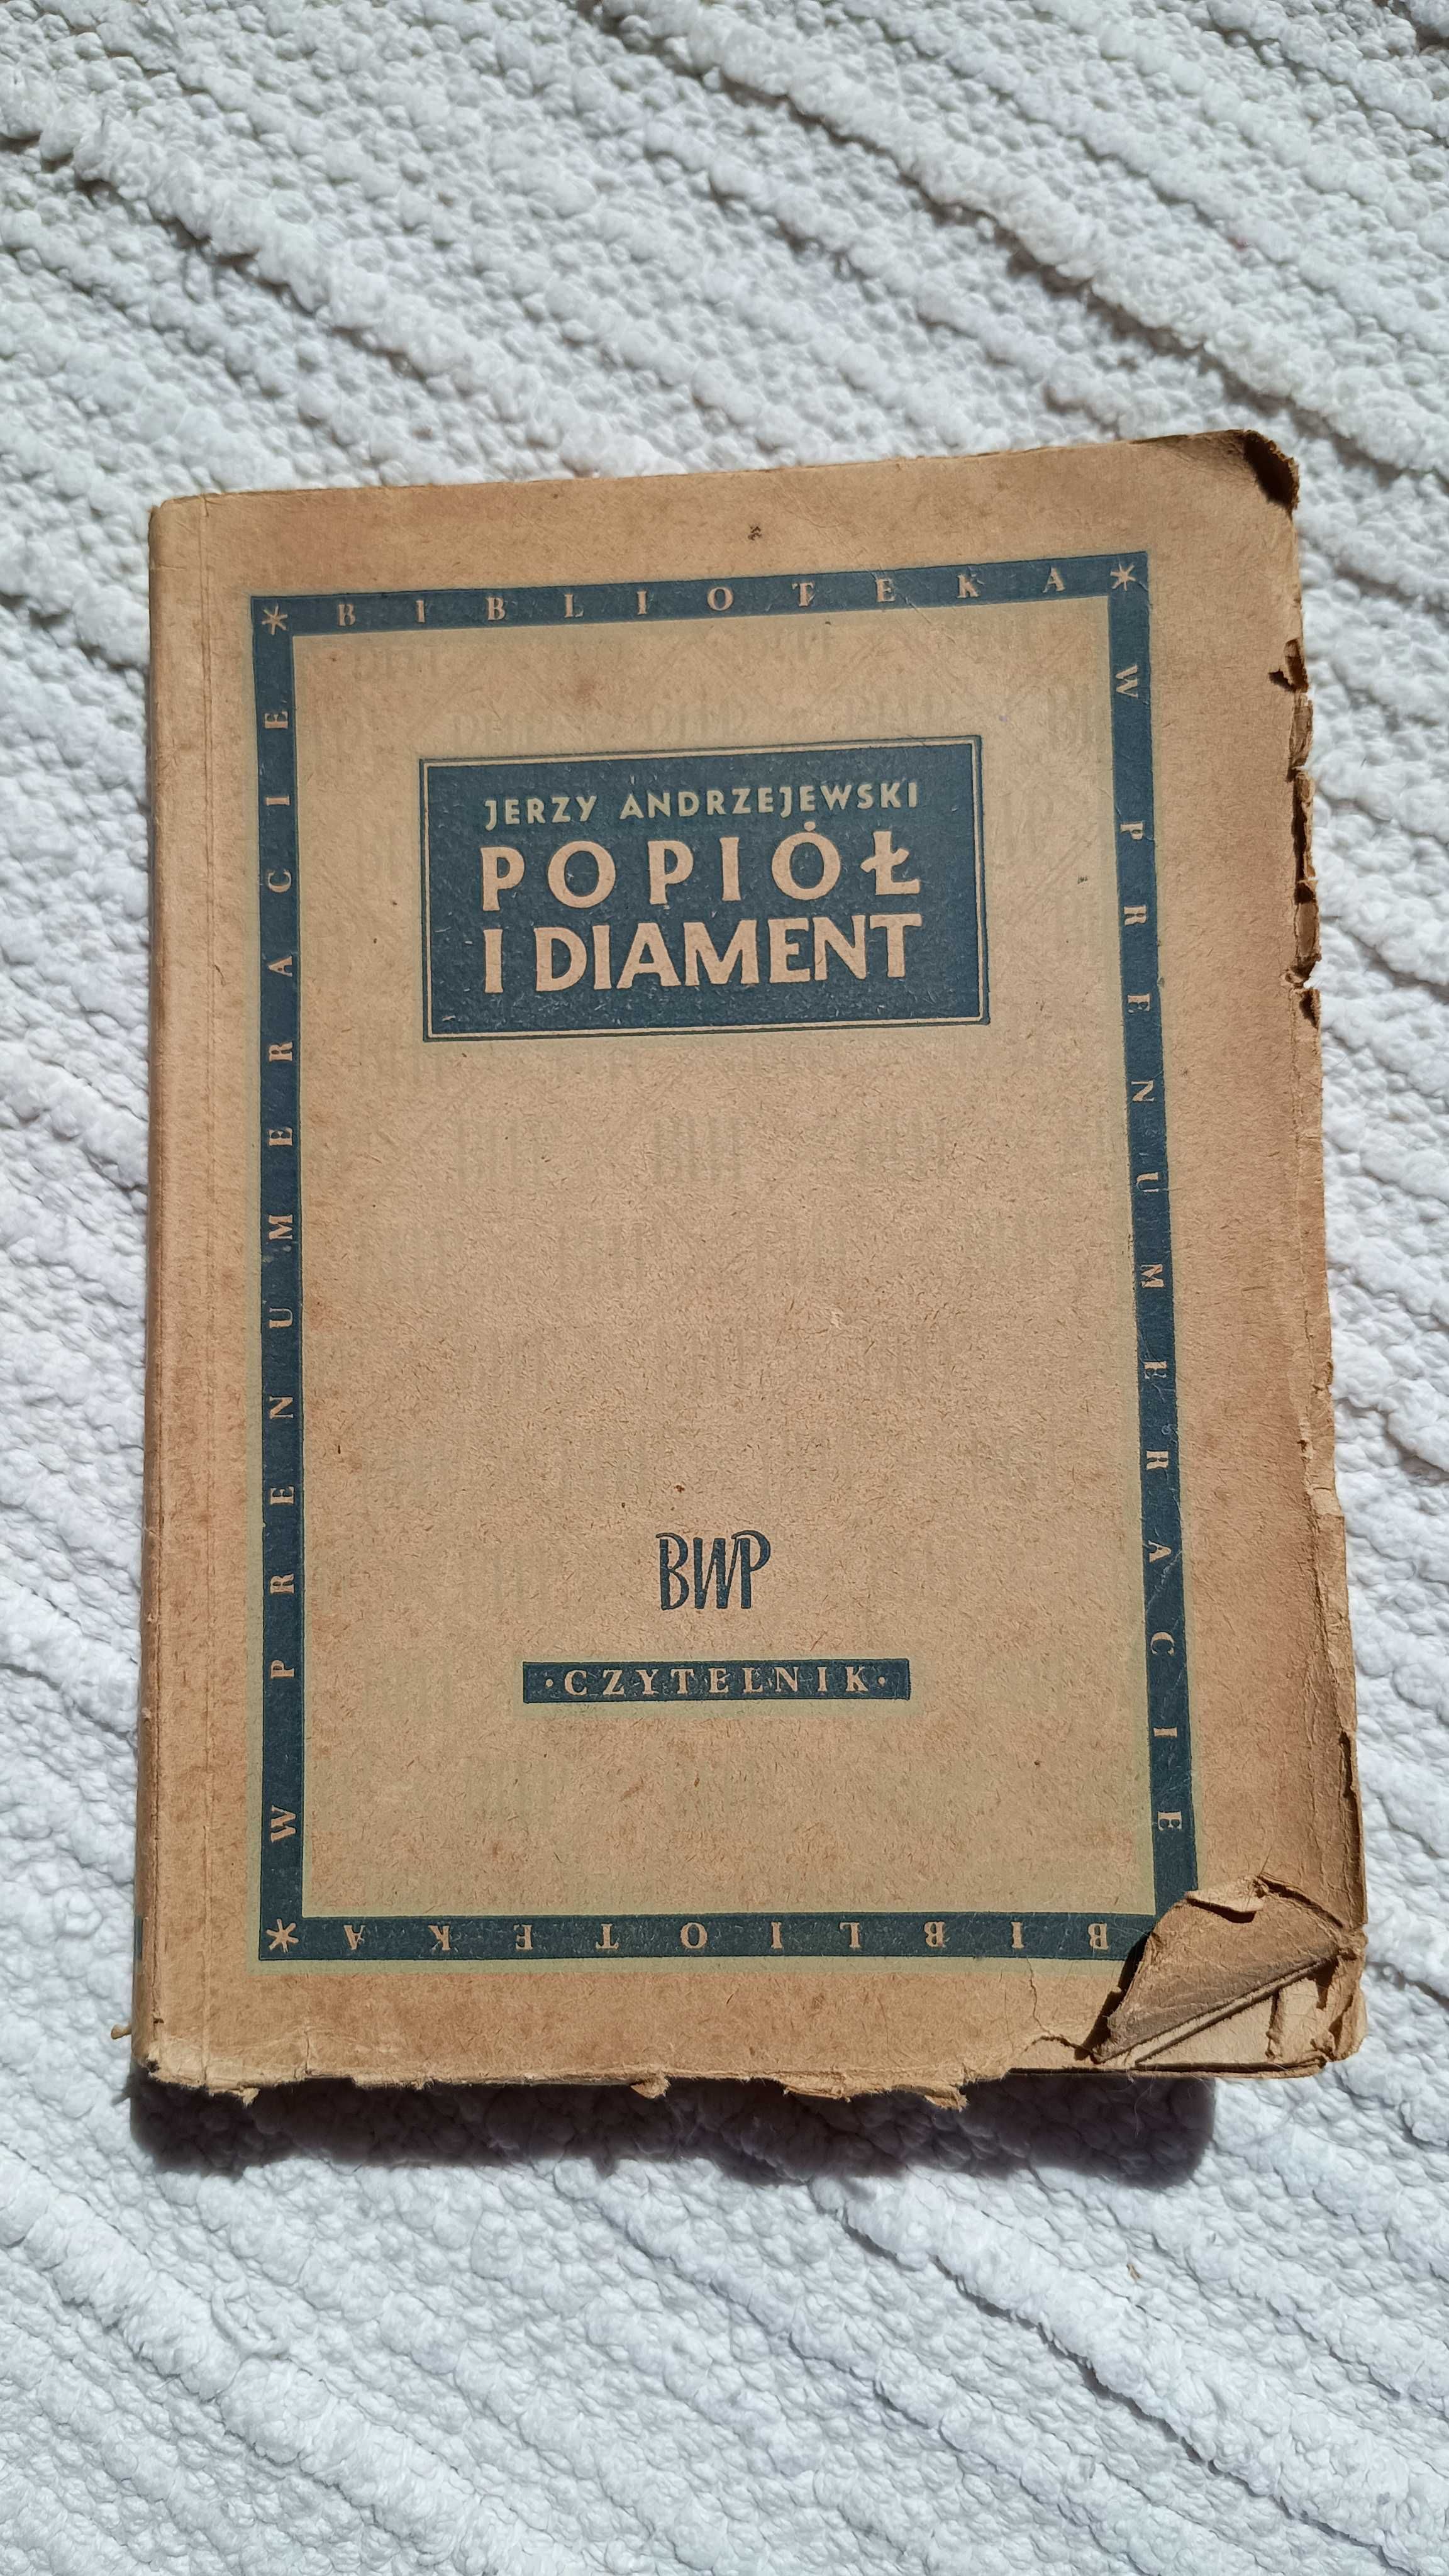 * BIBLIOTEKA *
W PRENUMERACIE
JERZY ANDRZEJEWSKI
POPIÓŁ
I DIAMENT
BWP
·CZYTELNIK·
BIBLIOTEKA *
W PRENUMERACIE